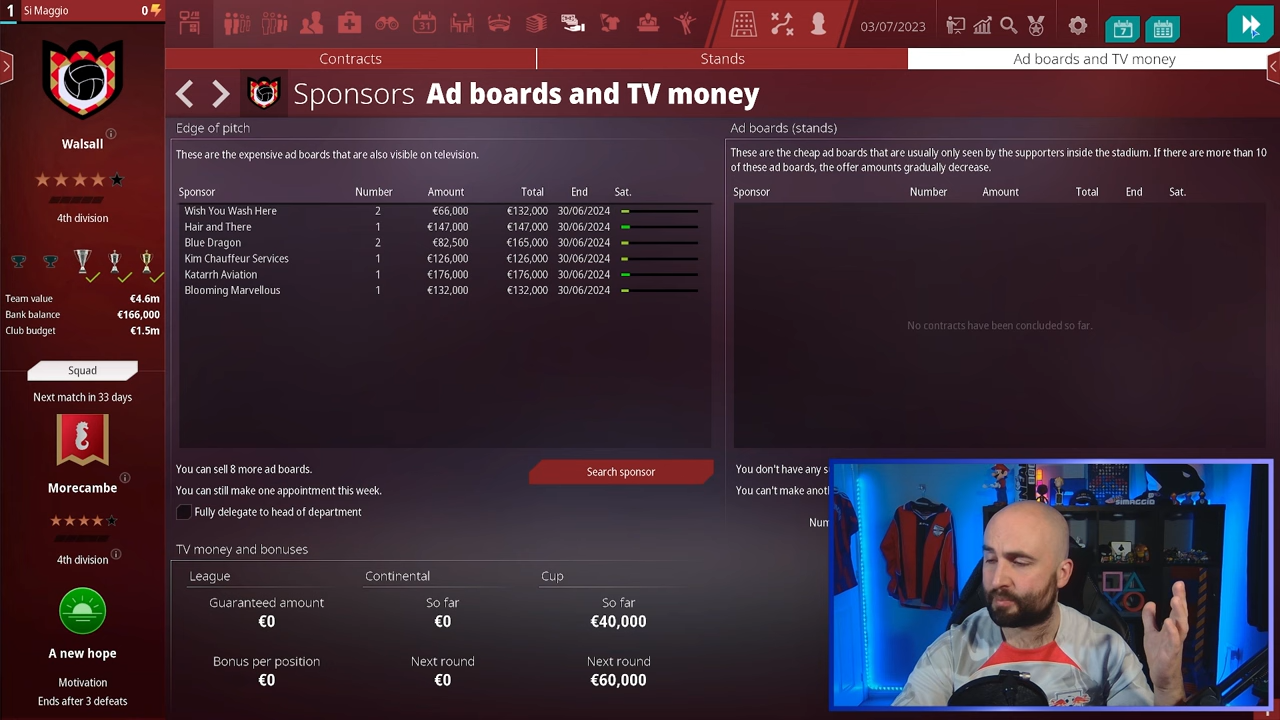 1 Si Maggio 0
31
03/07/2023
7
Contracts
Stands
Ad boards and TV money
Sponsors Ad boards and TV money
Walsall
4th division
Team value €4.6m
Bank balance €166,000
Club budget €1.5m
Squad
Next match in 33 days
Morecambe
4th division
A new hope
Motivation
Ends after 3 defeats
Edge of pitch
These are the expensive ad boards that are also visible on television.
Sponsor Number Amount Total End Sat.
Wish You Wash Here 2 €66,000 €132,000 30/06/2024
Hair and There 1 €147,000 €147,000 30/06/2024
Blue Dragon 2 €82,500 €165,000 30/06/2024
Kim Chauffeur Services 1 €126,000 €126,000 30/06/2024
Katarrh Aviation 1 €176,000 €176,000 30/06/2024
Blooming Marvellous 1 €132,000 €132,000 30/06/2024
You can sell 8 more ad boards.
Search sponsor
You can still make one appointment this week.
Fully delegate to head of department
Ad boards (stands)
These are the cheap ad boards that are usually only seen by the supporters inside the stadium. If there are more than 10
of these ad boards, the offer amounts gradually decrease.
Sponsor Number Amount Total End Sat.
No contracts have been concluded so far.
You don't have any s
You can't make anoth
Num
TV money and bonuses
League Continental Cup
Guaranteed amount So far So far
€0 €0 €40,000
Bonus per position Next round Next round
€0 €0 €60,000
SIMAGGIO